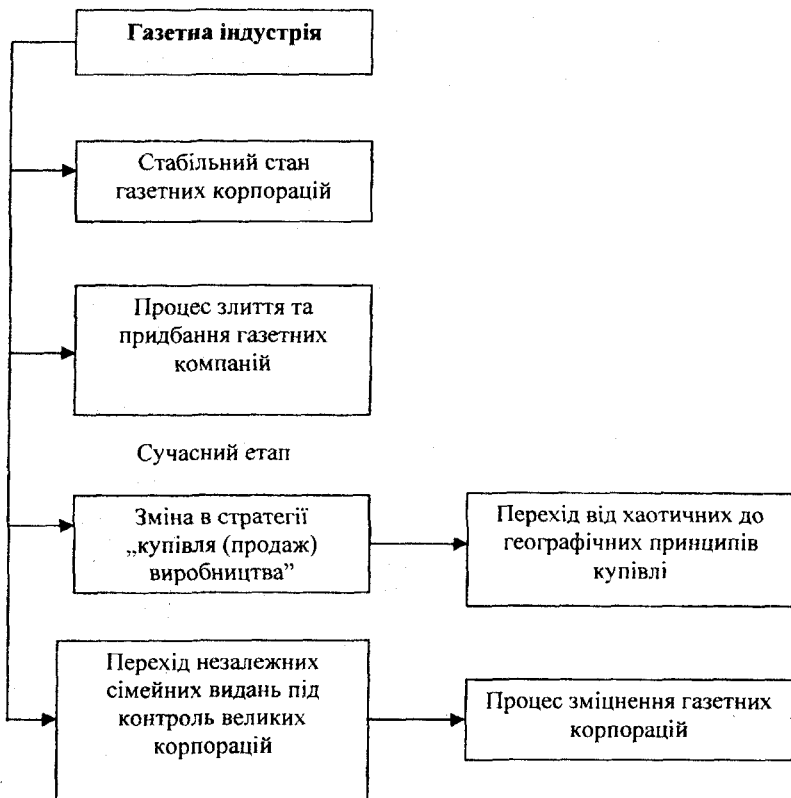 Газетна індустрія
Стабільний стан
газетних корпорацій
Процес злиття та
придбання газетних
компаній
Сучасний етап
Зміна в стратегії
„купівля (продаж)
виробництва”
Перехід від хаотичних до
географічних принципів
купівлі
Перехід незалежних
сімейних видань під
контроль великих
корпорацій
Процес зміцнення газетних
корпорацій